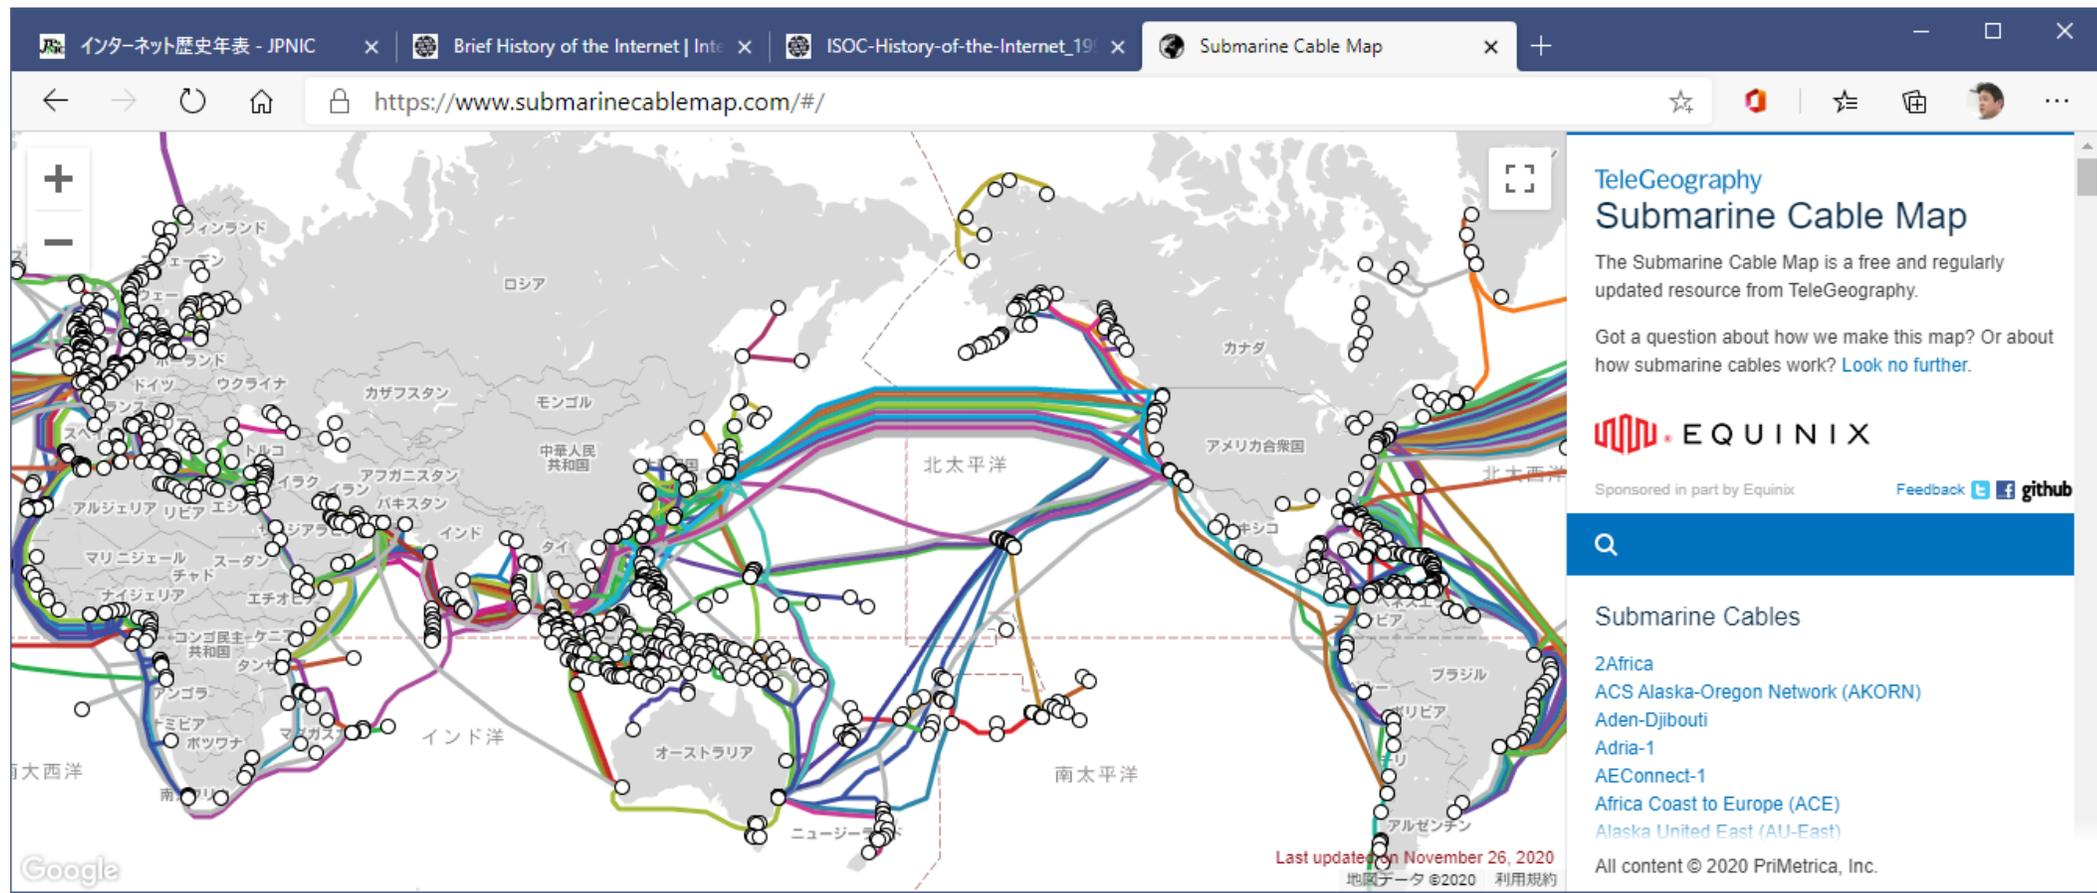 インターネット歴史年表 - JPNIC
Brief History of the Internet | Inte
ISOC-History-of-the-Internet_19
Submarine Cable Map
https://www.submarinecablemap.com/#/
フィンランド
ロシア
カナダ
ポーランド
ドイツ
ウクライナ
カザフスタン
モンゴル
中華人民
共和国
アメリカ合衆国
北太平洋
北大西洋
トルコ
アフガニスタン
イラク
イラン
パキスタン
アルジェリア
リビア
インド
タイ
マリ
ニジェール
チャド
スーダン
ナイジェリア
エチオピア
コンゴ民主
共和国
ケニア
アンゴラ
ナミビア
ボツワナ
インド洋
オーストラリア
南太平洋
ブラジル
ボリビア
アルゼンチン
南大西洋
Google
Last updated on November 26, 2020
地図データ ©2020
利用規約
TeleGeography
Submarine Cable Map
The Submarine Cable Map is a free and regularly
updated resource from TeleGeography.
Got a question about how we make this map? Or about
how submarine cables work? Look no further.
EQUINIX
Sponsored in part by Equinix
Feedback
github
Submarine Cables
2Africa
ACS Alaska-Oregon Network (AKORN)
Aden-Djibouti
Adria-1
AEConnect-1
Africa Coast to Europe (ACE)
Alaska United East (AU-East)
All content © 2020 PriMetrica, Inc.